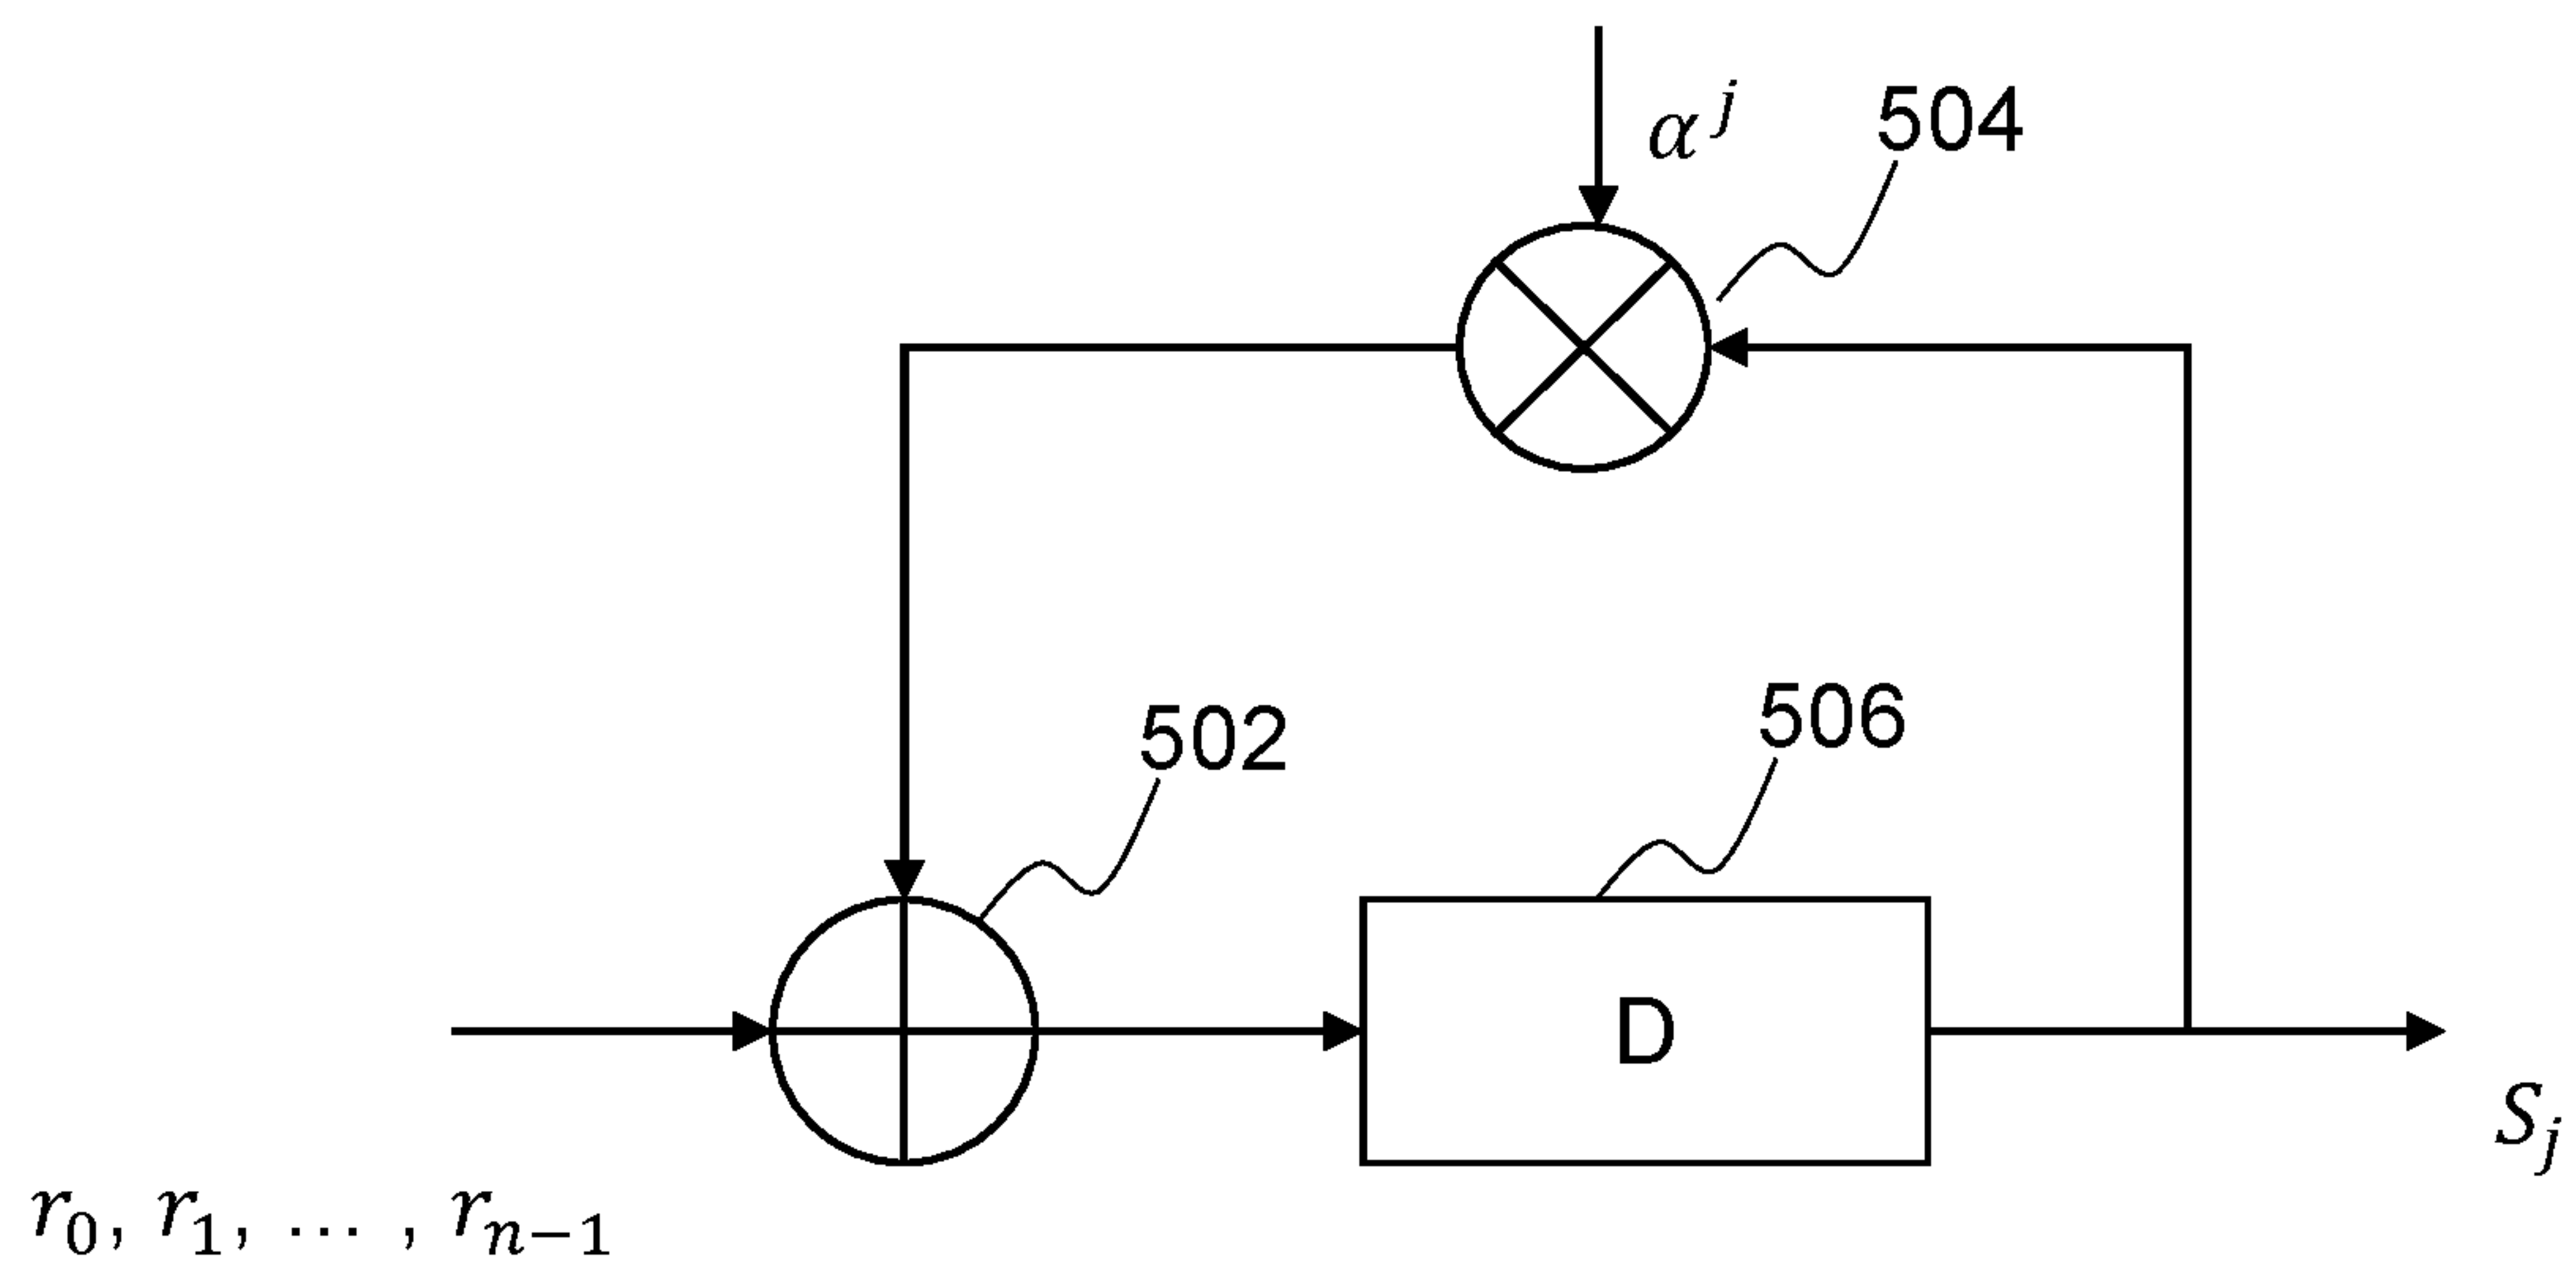 α^j
504
502
506
D
S_j
r_0, r_1, ... , r_{n-1}